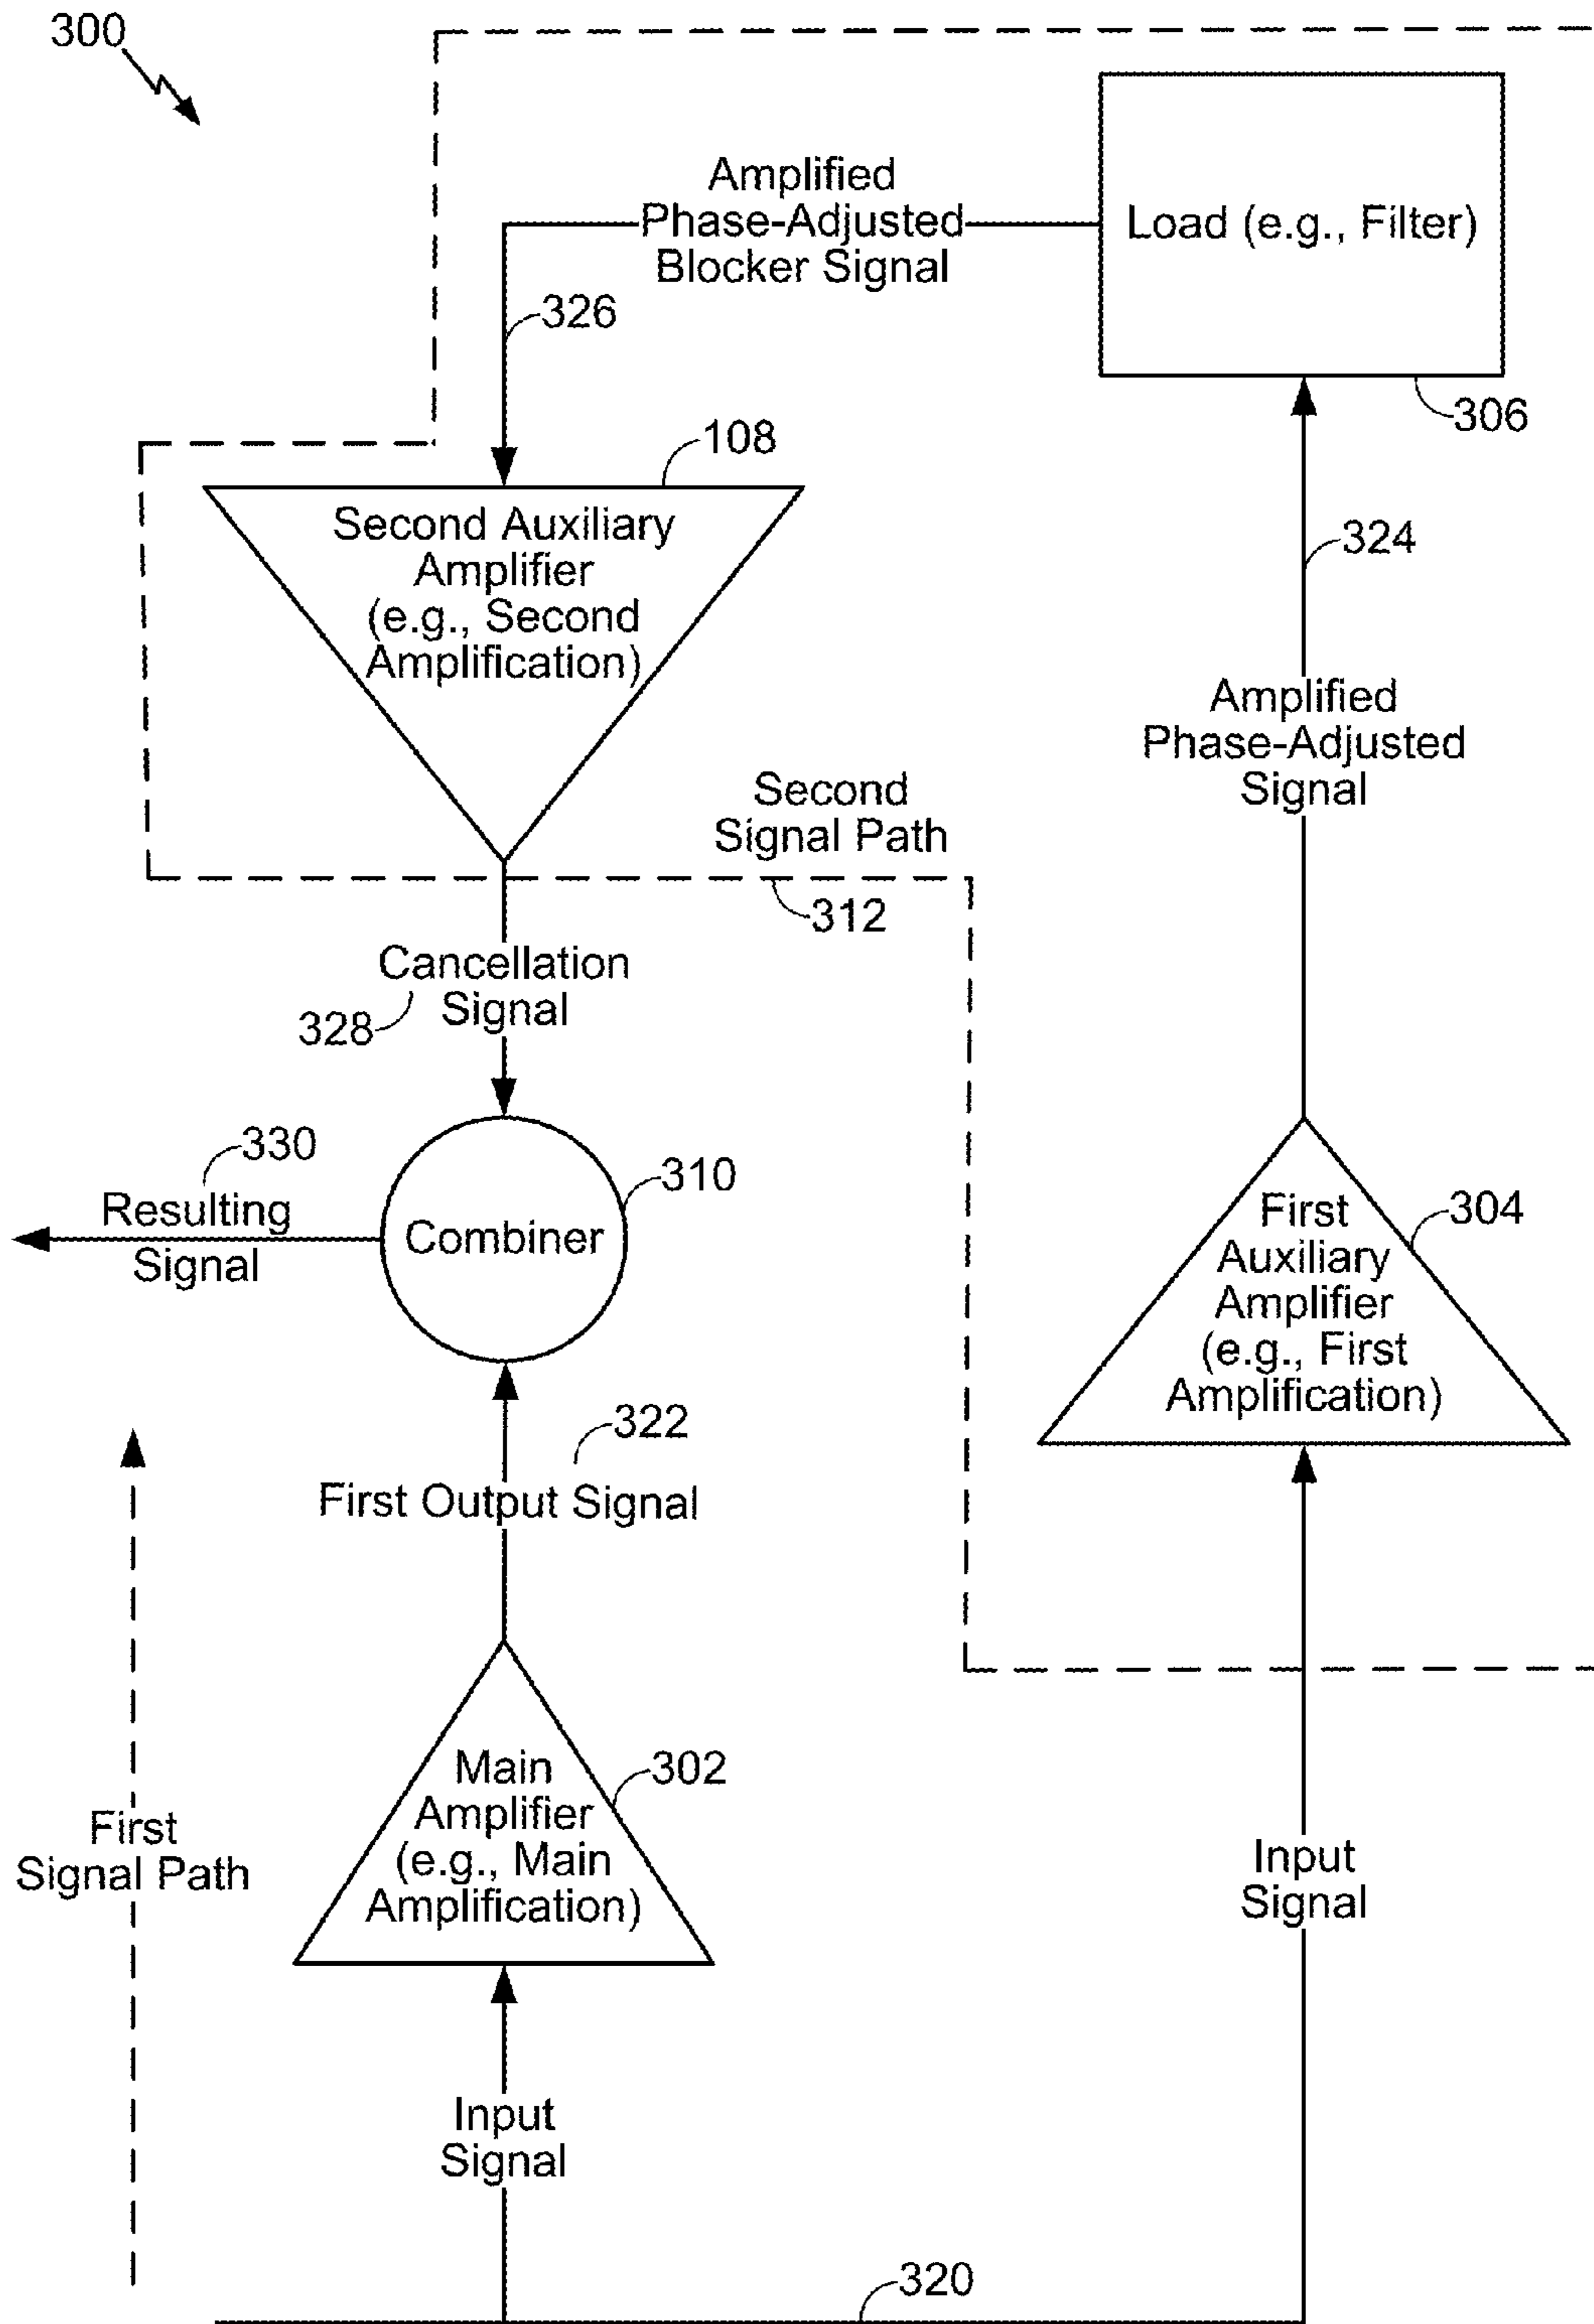 300
Amplified
Phase-Adjusted
Blocker Signal
Load (e.g., Filter)
326
306
108
Second Auxiliary
Amplifier
(e.g., Second
Amplification)
324
Amplified
Phase-Adjusted
Signal
Second
Signal Path
312
Cancellation
Signal
328
330
Resulting
Signal
310
Combiner
First
Auxiliary
Amplifier
(e.g., First
Amplification)
304
322
First Output Signal
Main
Amplifier
(e.g., Main
Amplification)
302
First
Signal Path
Input
Signal
Input
Signal
320